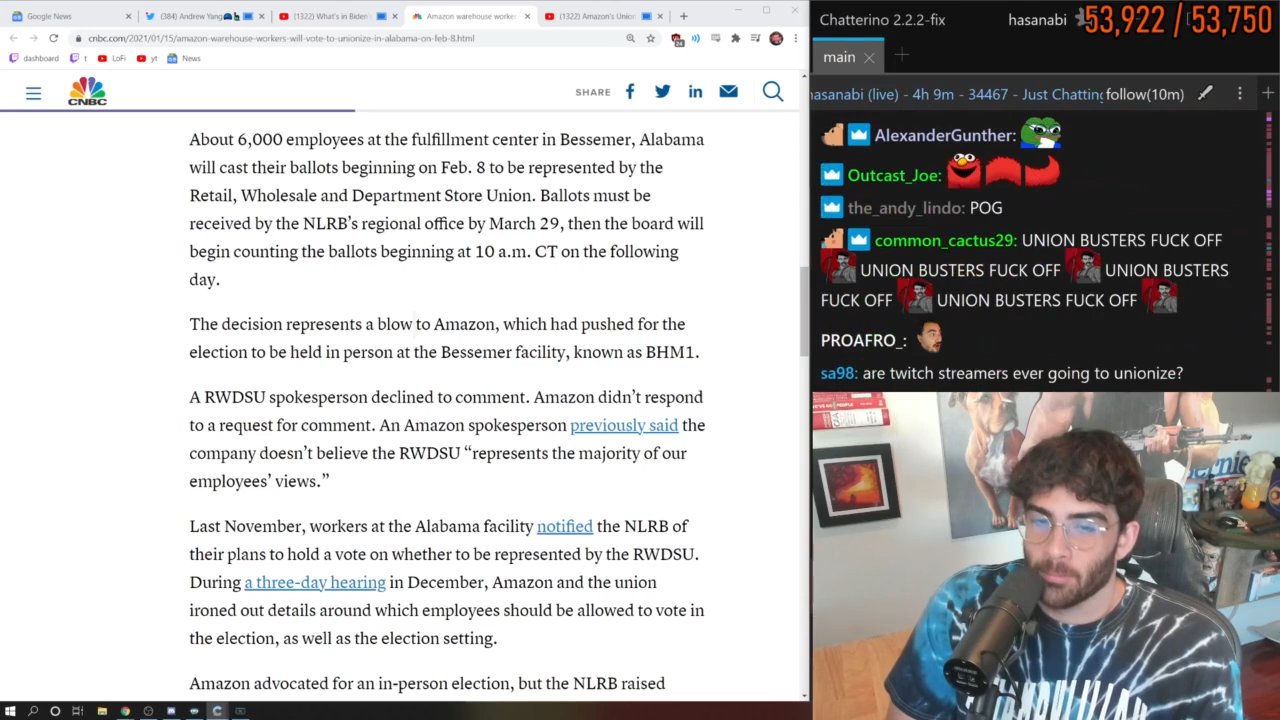 Google News
(384) Andrew Yang
(1322) What's in Biden
Amazon warehouse worker
(1322) Amazon's Union
cnbc.com/2021/01/15/amazon-warehouse-workers-will-vote-to-unionize-in-alabama-on-feb-8.html
24
dashboard
t
LoFi
yt
News
CNBC
SHARE
About 6,000 employees at the fulfillment center in Bessemer, Alabama
will cast their ballots beginning on Feb. 8 to be represented by the
Retail, Wholesale and Department Store Union. Ballots must be
received by the NLRB's regional office by March 29, then the board will
begin counting the ballots beginning at 10 a.m. CT on the following
day.
The decision represents a blow to Amazon, which had pushed for the
election to be held in person at the Bessemer facility, known as BHM1.
A RWDSU spokesperson declined to comment. Amazon didn't respond
to a request for comment. An Amazon spokesperson previously said the
company doesn't believe the RWDSU “represents the majority of our
employees' views.”
Last November, workers at the Alabama facility notified the NLRB of
their plans to hold a vote on whether to be represented by the RWDSU.
During a three-day hearing in December, Amazon and the union
ironed out details around which employees should be allowed to vote in
the election, as well as the election setting.
Amazon advocated for an in-person election, but the NLRB raised
Chatterino 2.2.2-fix
hasanabi
53,922 / 53,750
main
hasanabi (live) - 4h 9m - 34467 - Just Chatting
follow(10m)
AlexanderGunther:
Outcast_Joe:
the_andy_lindo: POG
common_cactus29: UNION BUSTERS FUCK OFF
UNION BUSTERS FUCK OFF UNION BUSTERS
FUCK OFF UNION BUSTERS FUCK OFF
PROAFRO_:
sa98: are twitch streamers ever going to unionize?
Bernie